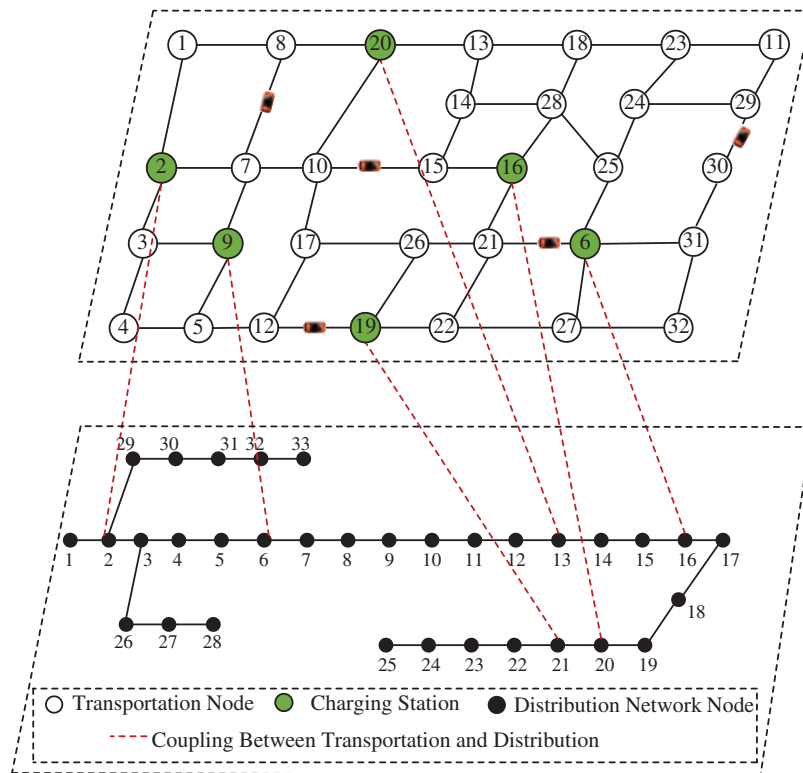 1 8 20 13 18 23 11
14 28 24 29
2 7 10 15 16 25 30
3 9 17 26 21 6 31
4 5 12 19 22 27 32
29 30 31 32 33
1 2 3 4 5 6 7 8 9 10 11 12 13 14 15 16 17
18
26 27 28
25 24 23 22 21 20 19
Transportation Node Charging Station Distribution Network Node
Coupling Between Transportation and Distribution